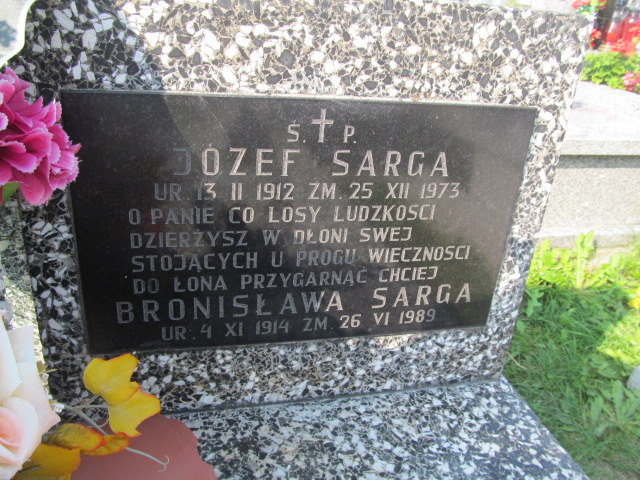 Ś. P.
JÓZEF SARGA
UR 13 II 1912 ZM. 25 XII 1973
O PANIE CO LOSY LUDZKOŚCI
DZIERŻYSZ W DŁONI SWEJ
STOJĄCYCH U PROGU WIECZNOŚCI
DO ŁONA PRZYGARNĄĆ CHCIEJ
BRONISŁAWA SARGA
UR. 4 XI 1914 ZM. 26 VI 1989